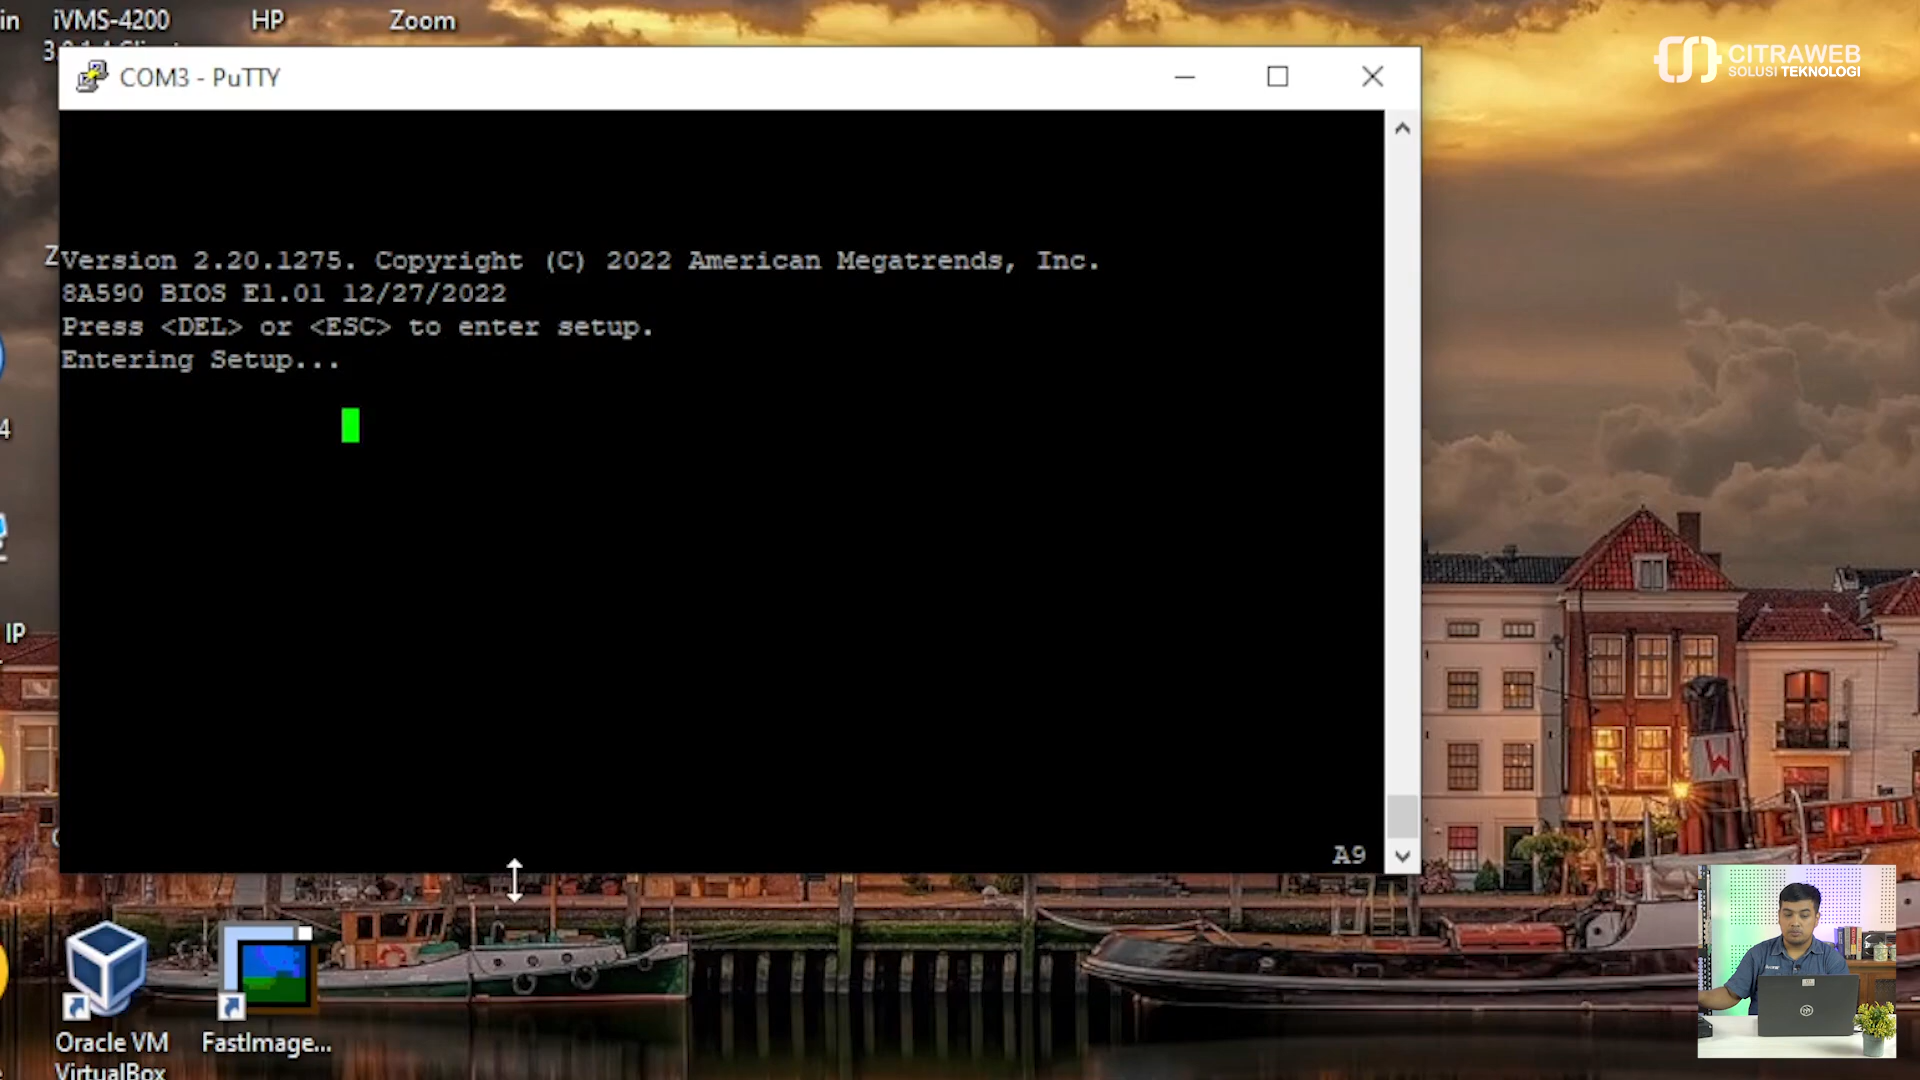 in
iVMS-4200
HP
Zoom
COM3 - PuTTY
CITRAWEB
SOLUSI TEKNOLOGI
Version 2.20.1275. Copyright (C) 2022 American Megatrends, Inc.
8A590 BIOS E1.01 12/27/2022
Press <DEL> or <ESC> to enter setup.
Entering Setup...
4
IP
A9
W
Oracle VM
VirtualBox
FastImage...